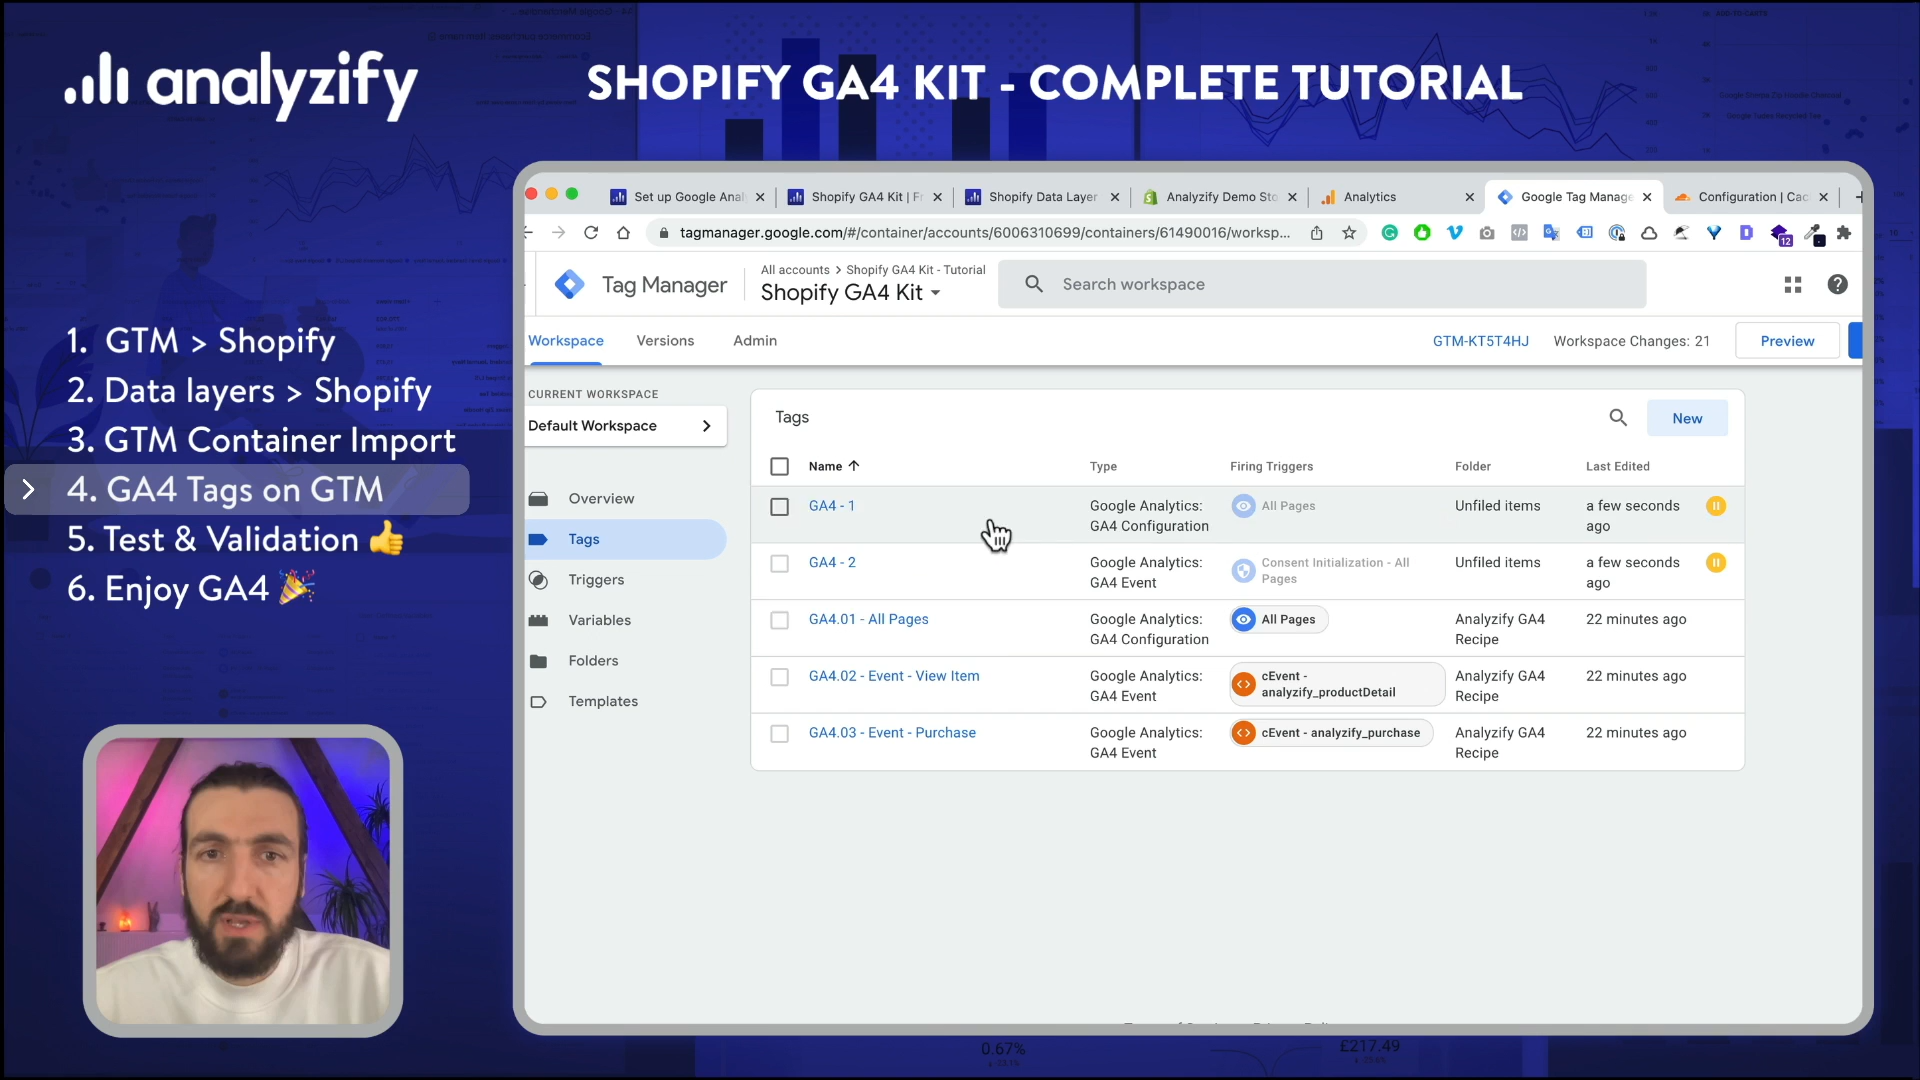 analyzify
SHOPIFY GA4 KIT - COMPLETE TUTORIAL
1. GTM > Shopify
2. Data layers > Shopify
3. GTM Container Import
4. GA4 Tags on GTM
5. Test & Validation 👍
6. Enjoy GA4 🎉
Set up Google Anal
Shopify GA4 Kit | Fr
Shopify Data Layer
Analyzify Demo Sto
Analytics
Google Tag Manage
Configuration | Cac
tagmanager.google.com/#/container/accounts/6006310699/containers/61490016/worksp...
12
Tag Manager
All accounts > Shopify GA4 Kit - Tutorial
Shopify GA4 Kit
Search workspace
Workspace
Versions
Admin
GTM-KT5T4HJ
Workspace Changes: 21
Preview
CURRENT WORKSPACE
Default Workspace
Overview
Tags
Triggers
Variables
Folders
Templates
Tags
New
Name
Type
Firing Triggers
Folder
Last Edited
GA4 - 1
Google Analytics:
GA4 Configuration
All Pages
Unfiled items
a few seconds
ago
GA4 - 2
Google Analytics:
GA4 Event
Consent Initialization - All
Pages
Unfiled items
a few seconds
ago
GA4.01 - All Pages
Google Analytics:
GA4 Configuration
All Pages
Analyzify GA4
Recipe
22 minutes ago
GA4.02 - Event - View Item
Google Analytics:
GA4 Event
cEvent -
analyzify_productDetail
Analyzify GA4
Recipe
22 minutes ago
GA4.03 - Event - Purchase
Google Analytics:
GA4 Event
cEvent - analyzify_purchase
Analyzify GA4
Recipe
22 minutes ago
0.67%
£217.49